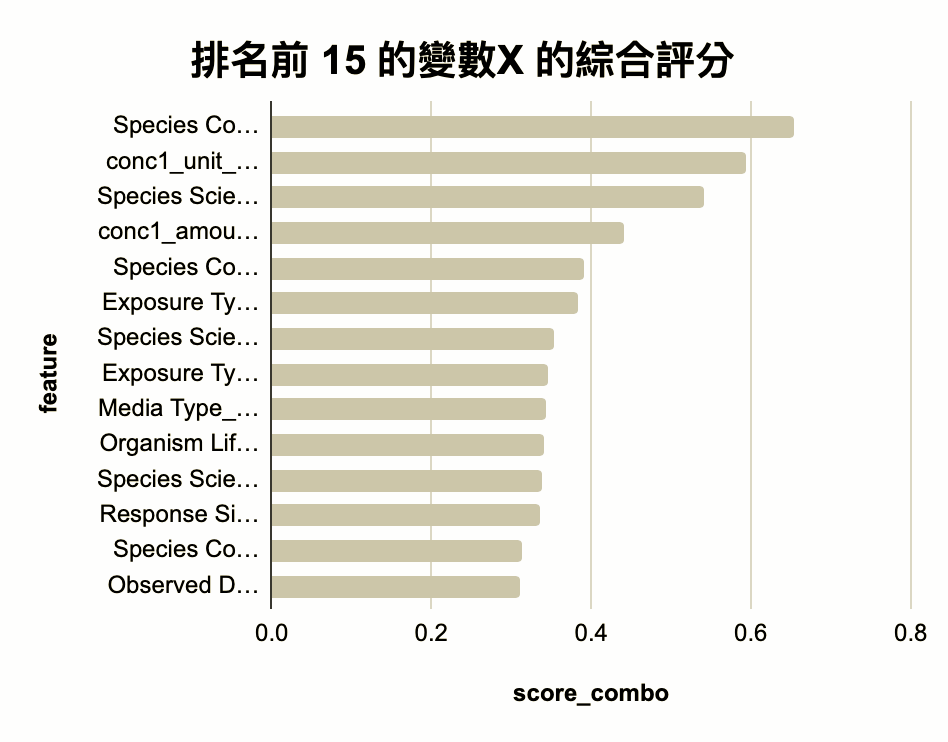 排名前 15 的變數X 的綜合評分
Species Co…
conc1_unit_…
Species Scie…
conc1_amou…
Species Co…
Exposure Ty…
Species Scie…
Exposure Ty…
Media Type_…
Organism Lif…
Species Scie…
Response Si…
Species Co…
Observed D…
feature
0.0 0.2 0.4 0.6 0.8
score_combo